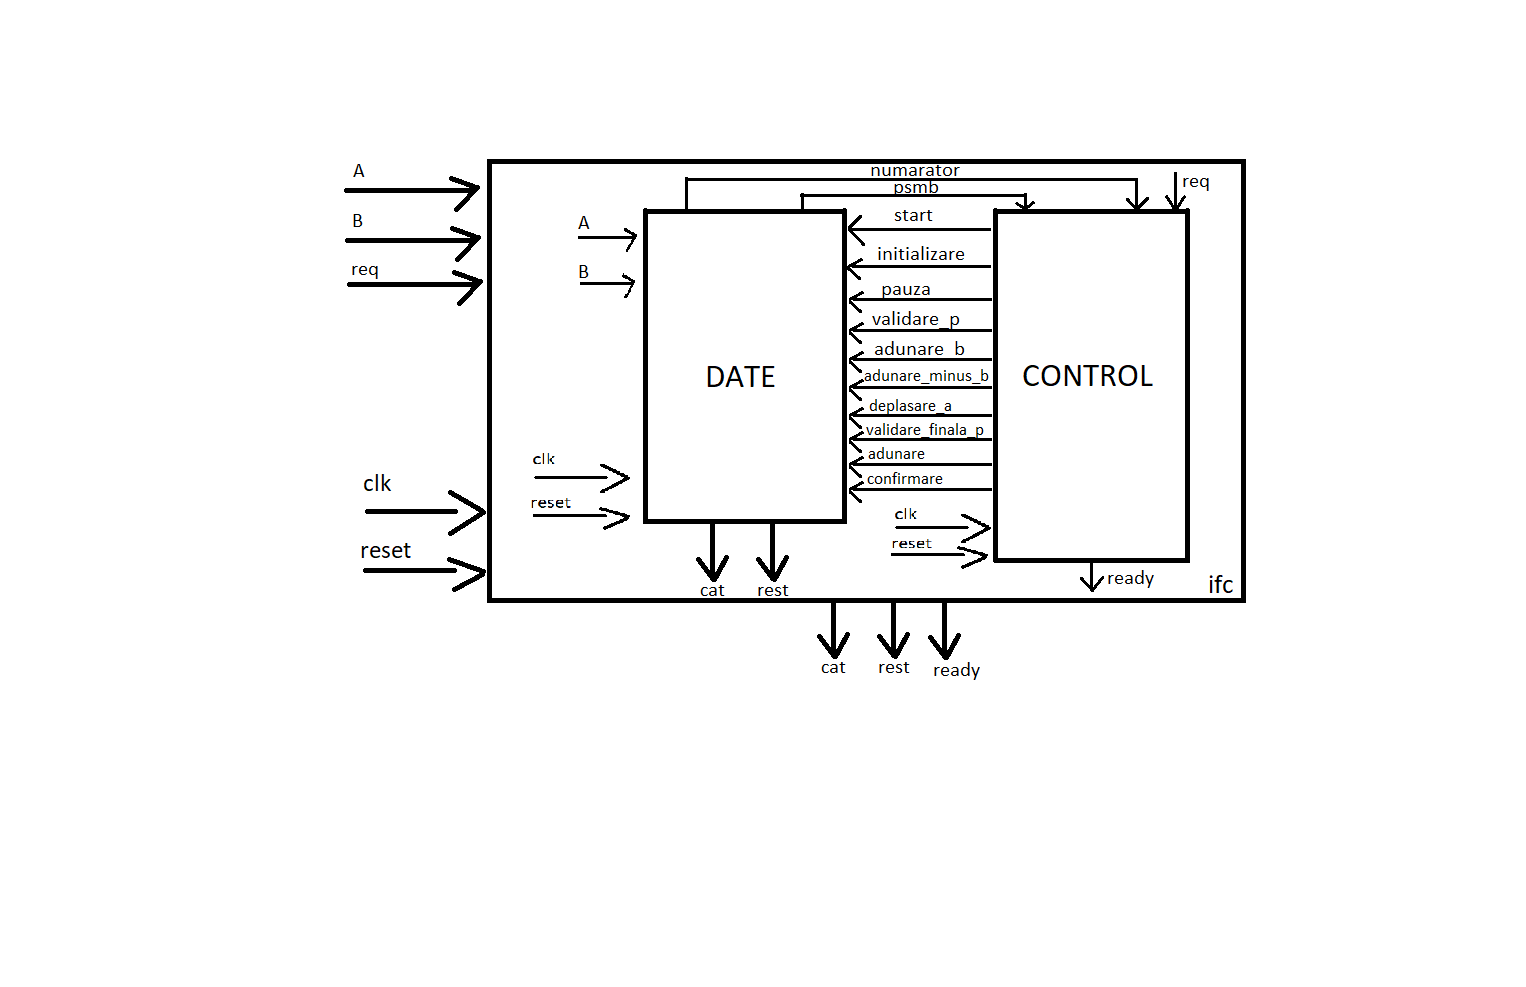 A
B
req
clk
reset
numarator
psmb
req
A
B
start
initializare
pauza
validare_p
adunare_b
adunare_minus_b
deplasare_a
validare_finala_p
adunare
confirmare
DATE
CONTROL
clk
reset
clk
reset
cat
rest
ready
ifc
cat
rest
ready